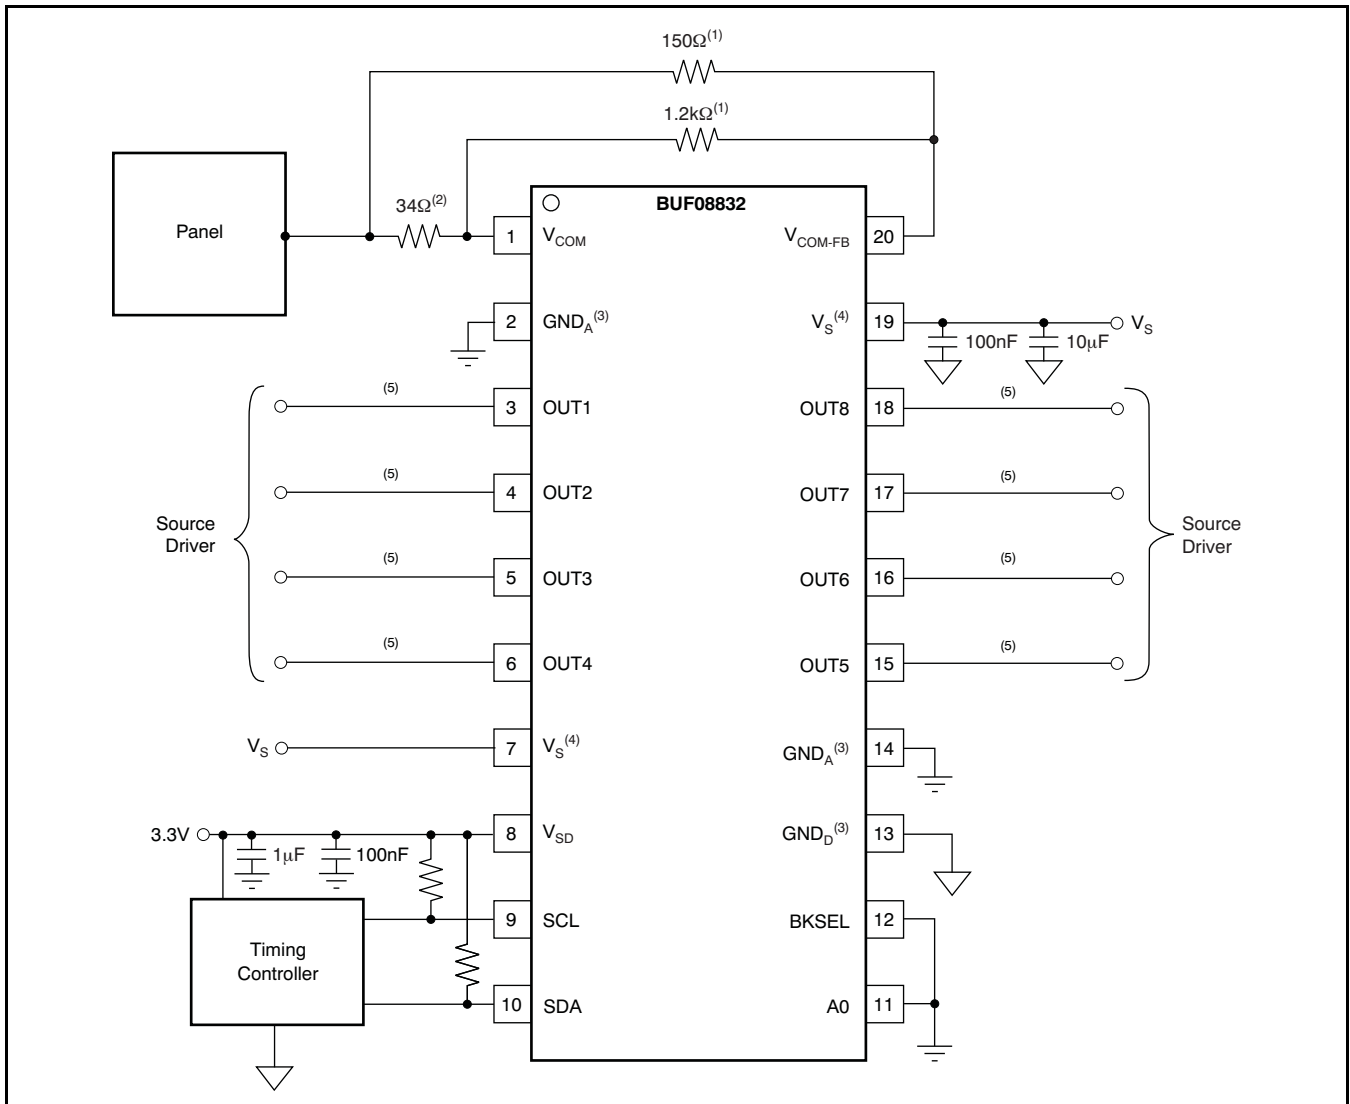 150Ω(1)
1.2kΩ(1)
Panel
34Ω(2)
BUF08832
1 VCOM
VCOM-FB 20
2 GNDA(3)
VS(4) 19
VS
100nF
10μF
(5)
3 OUT1
OUT8 18
(5)
(5)
4 OUT2
OUT7 17
(5)
Source
Driver
Source
Driver
(5)
5 OUT3
OUT6 16
(5)
(5)
6 OUT4
OUT5 15
(5)
VS
7 VS(4)
GNDA(3) 14
3.3V
8 VSD
GNDD(3) 13
1μF
100nF
9 SCL
BKSEL 12
Timing
Controller
10 SDA
A0 11